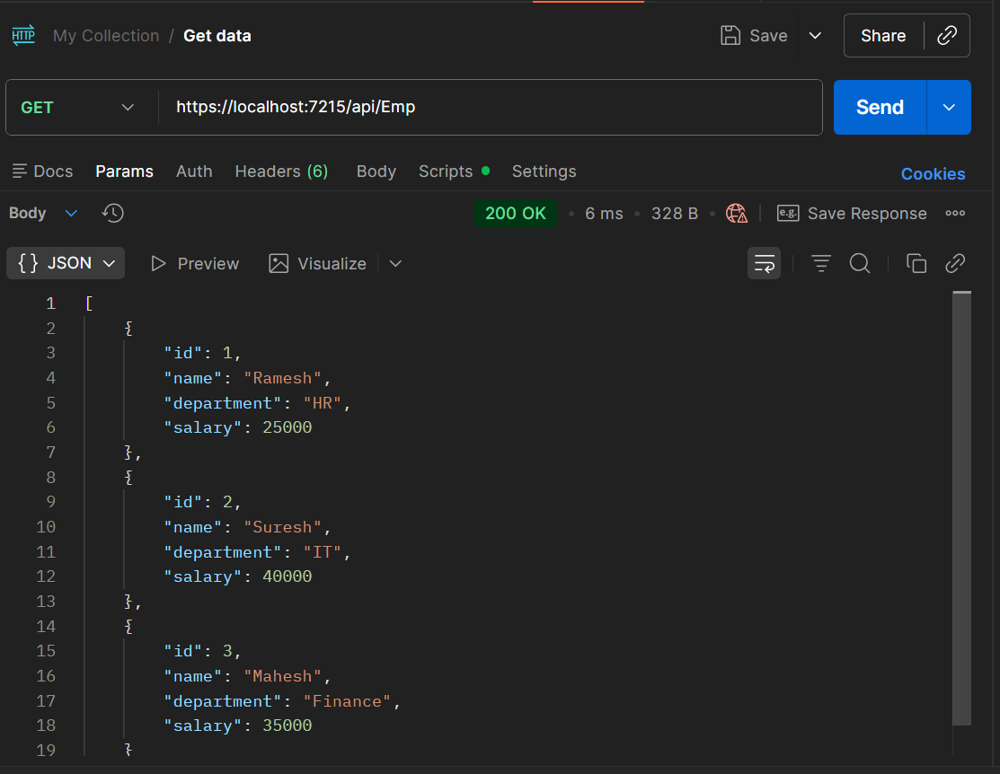 HTTP My Collection / Get data Save Share
GET https://localhost:7215/api/Emp Send
Docs Params Auth Headers (6) Body Scripts Settings Cookies
Body 200 OK • 6 ms • 328 B • e.g. Save Response
{} JSON Preview Visualize
1 [
2 {
3 "id": 1,
4 "name": "Ramesh",
5 "department": "HR",
6 "salary": 25000
7 },
8 {
9 "id": 2,
10 "name": "Suresh",
11 "department": "IT",
12 "salary": 40000
13 },
14 {
15 "id": 3,
16 "name": "Mahesh",
17 "department": "Finance",
18 "salary": 35000
19 }